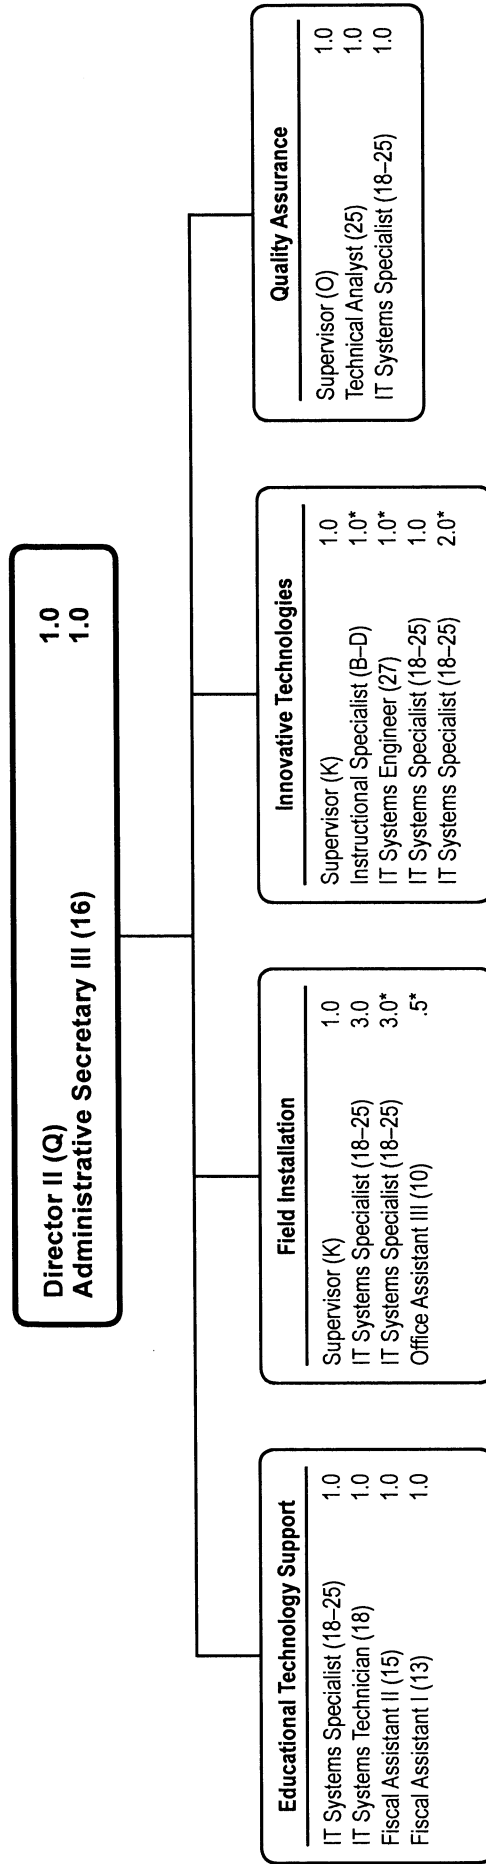 Director II (Q) 1.0
Administrative Secretary III (16) 1.0
Educational Technology Support
IT Systems Specialist (18–25) 1.0
IT Systems Technician (18) 1.0
Fiscal Assistant II (15) 1.0
Fiscal Assistant I (13) 1.0
Field Installation
Supervisor (K) 1.0
IT Systems Specialist (18–25) 3.0
IT Systems Specialist (18–25) 3.0*
Office Assistant III (10) .5*
Innovative Technologies
Supervisor (K) 1.0
Instructional Specialist (B–D) 1.0*
IT Systems Engineer (27) 1.0*
IT Systems Specialist (18–25) 1.0
IT Systems Specialist (18–25) 2.0*
Quality Assurance
Supervisor (O) 1.0
Technical Analyst (25) 1.0
IT Systems Specialist (18–25) 1.0